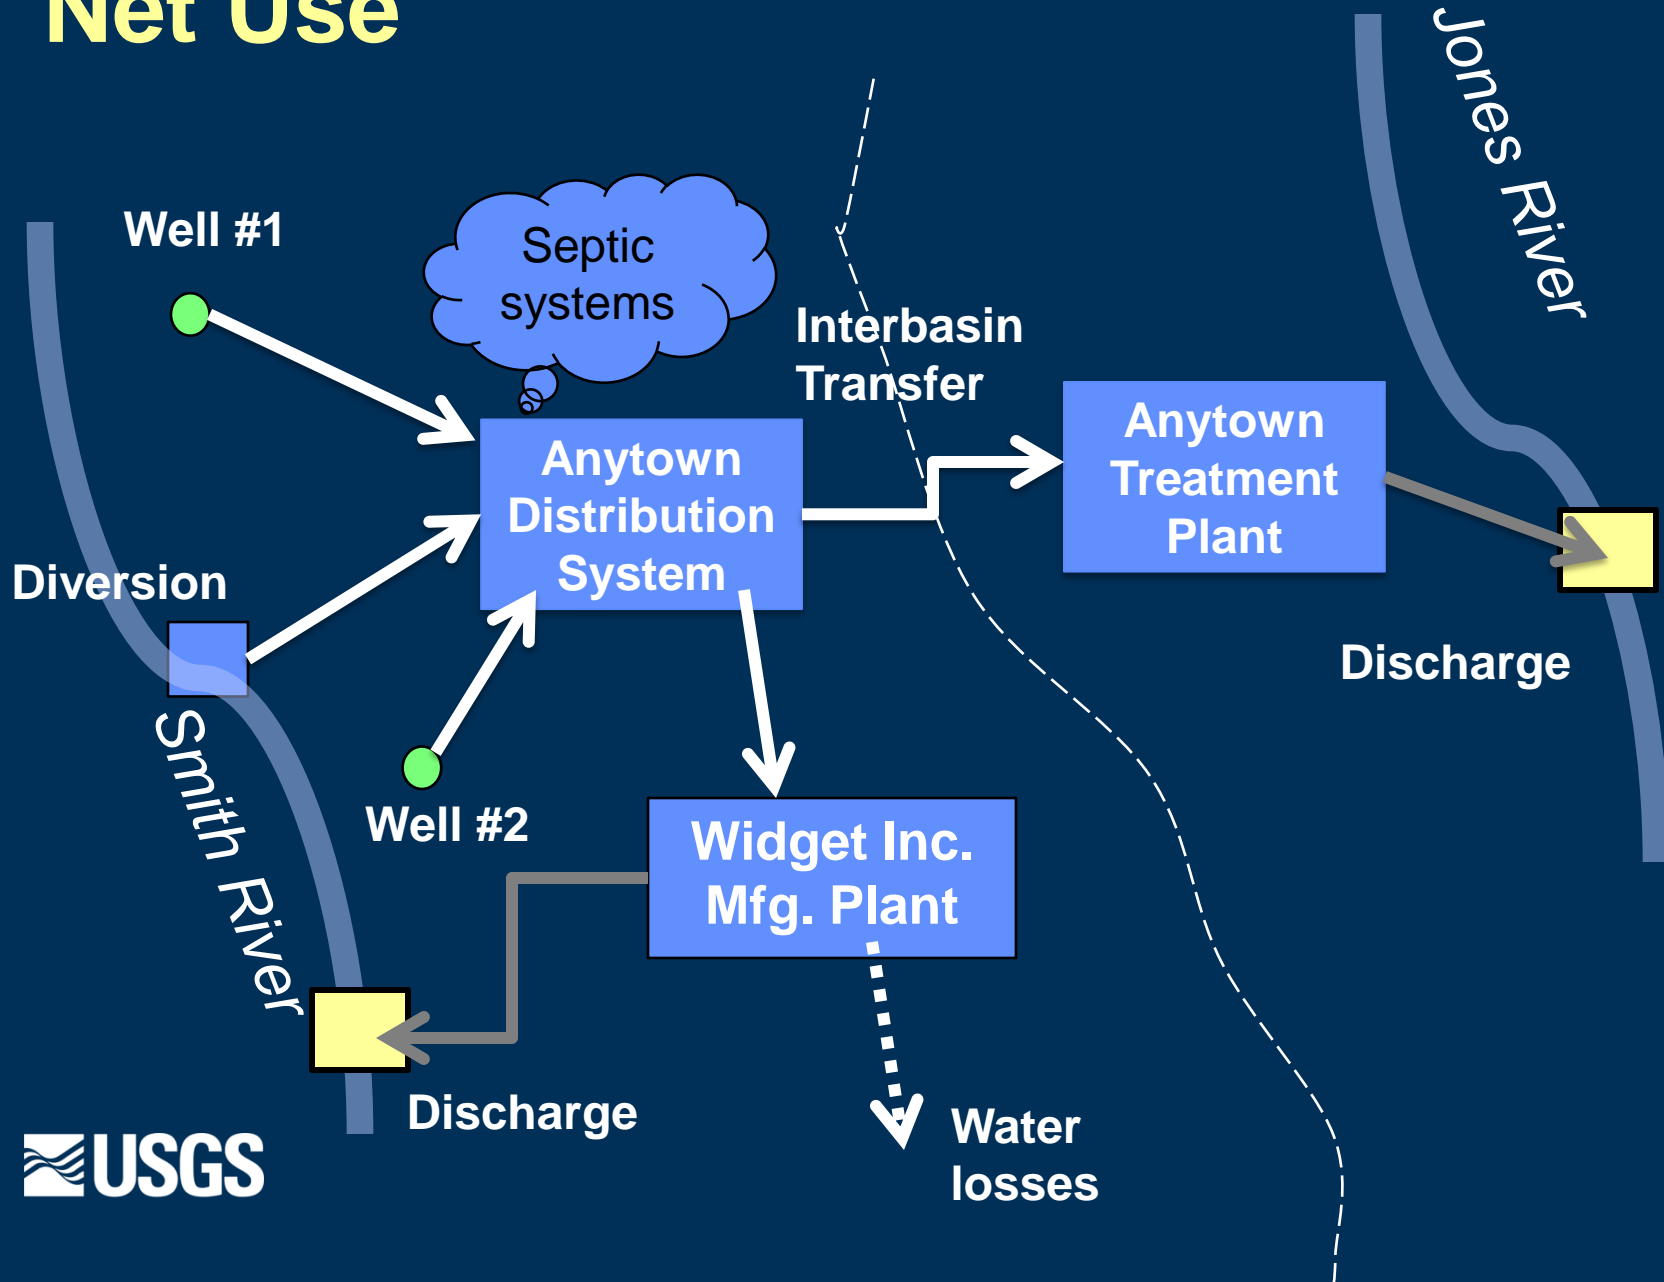 Net Use
Jones River
Well #1
Septic
systems
Interbasin
Transfer
Anytown
Treatment
Plant
Anytown
Distribution
System
Diversion
Discharge
Smith River
Well #2
Widget Inc.
Mfg. Plant
Discharge
Water
losses
USGS